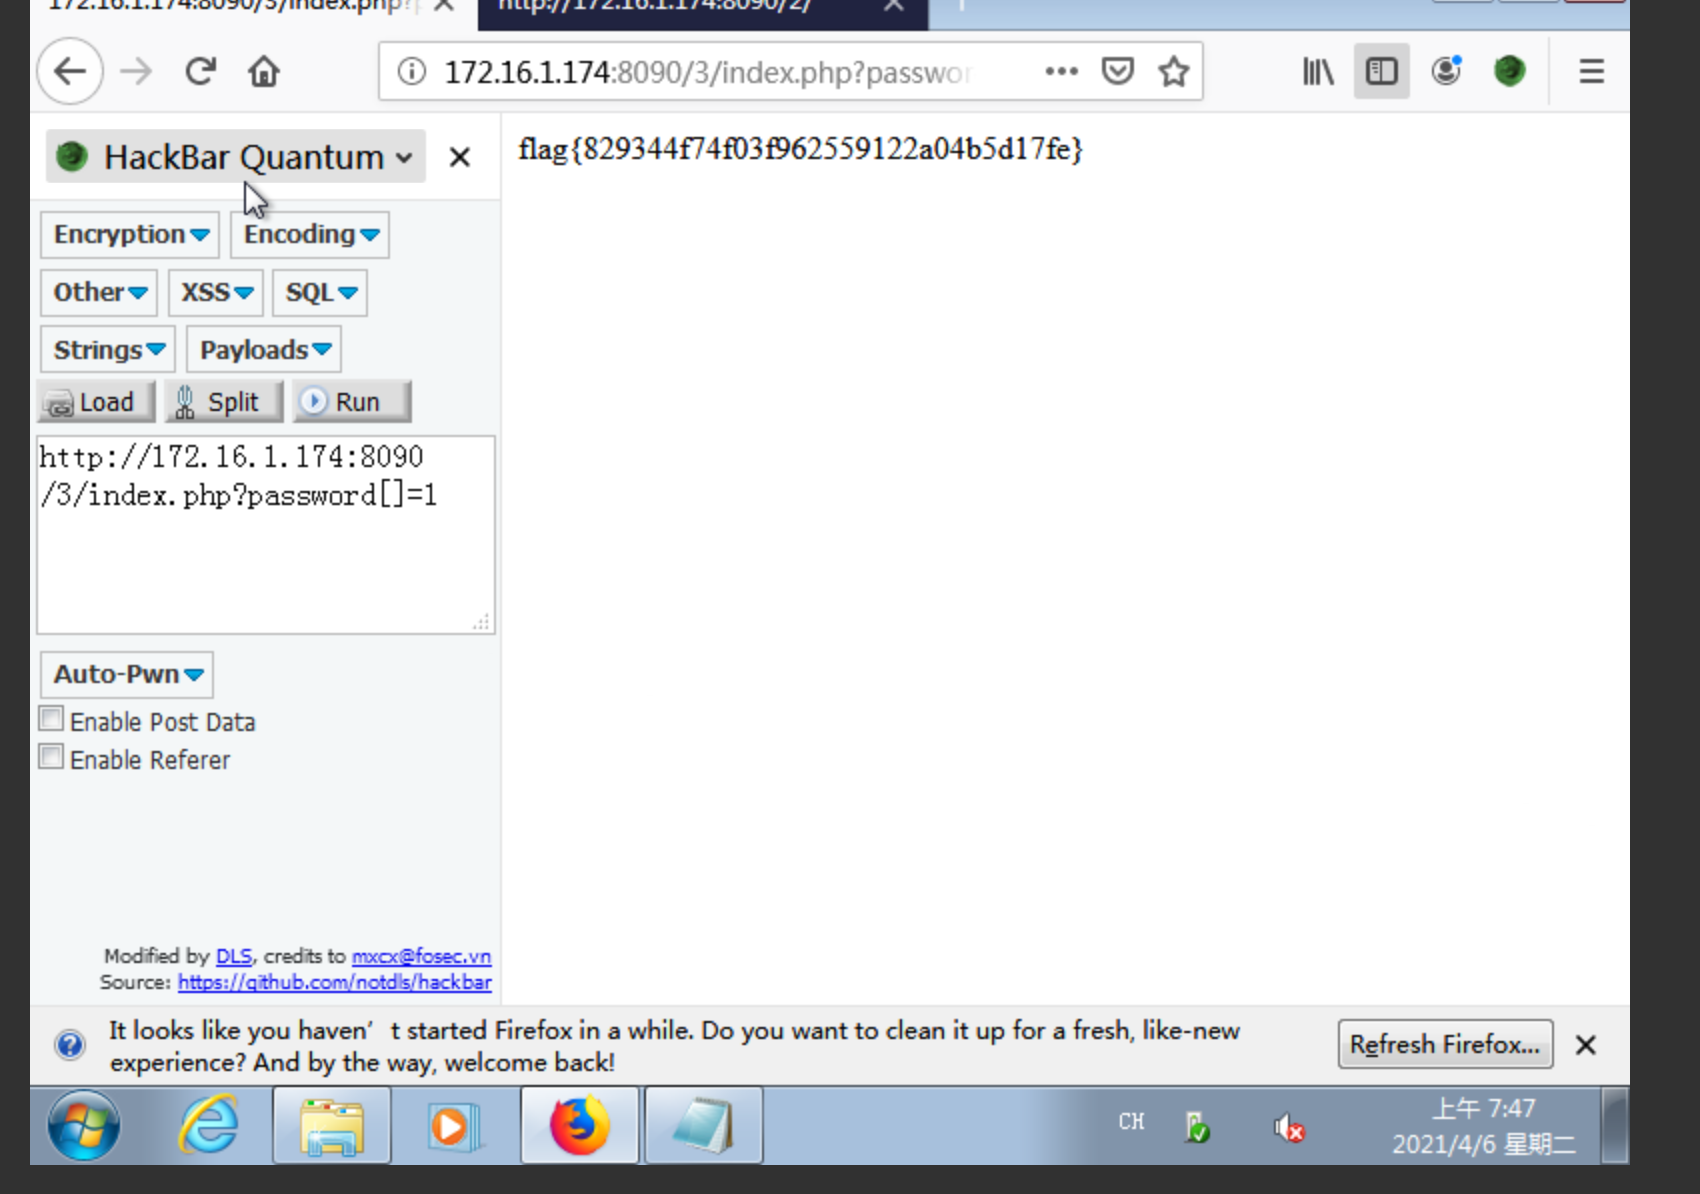 172.16.1.174:8090/3/index.php?p
http://172.16.1.174:8090/2/
172.16.1.174:8090/3/index.php?passwor
HackBar Quantum
flag{829344f74f03f962559122a04b5d17fe}
Encryption
Encoding
Other
XSS
SQL
Strings
Payloads
Load
Split
Run
http://172.16.1.174:8090
/3/index.php?password[]=1
Auto-Pwn
Enable Post Data
Enable Referer
Modified by DLS, credits to mxcx@fosec.vn
Source: https://github.com/notdls/hackbar
It looks like you haven’t started Firefox in a while. Do you want to clean it up for a fresh, like-new
experience? And by the way, welcome back!
Refresh Firefox...
CH
上午 7:47
2021/4/6 星期二